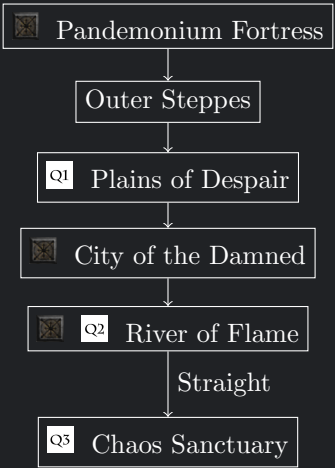 Pandemonium Fortress
Outer Steppes
Q1 Plains of Despair
City of the Damned
Q2 River of Flame
Straight
Q3 Chaos Sanctuary